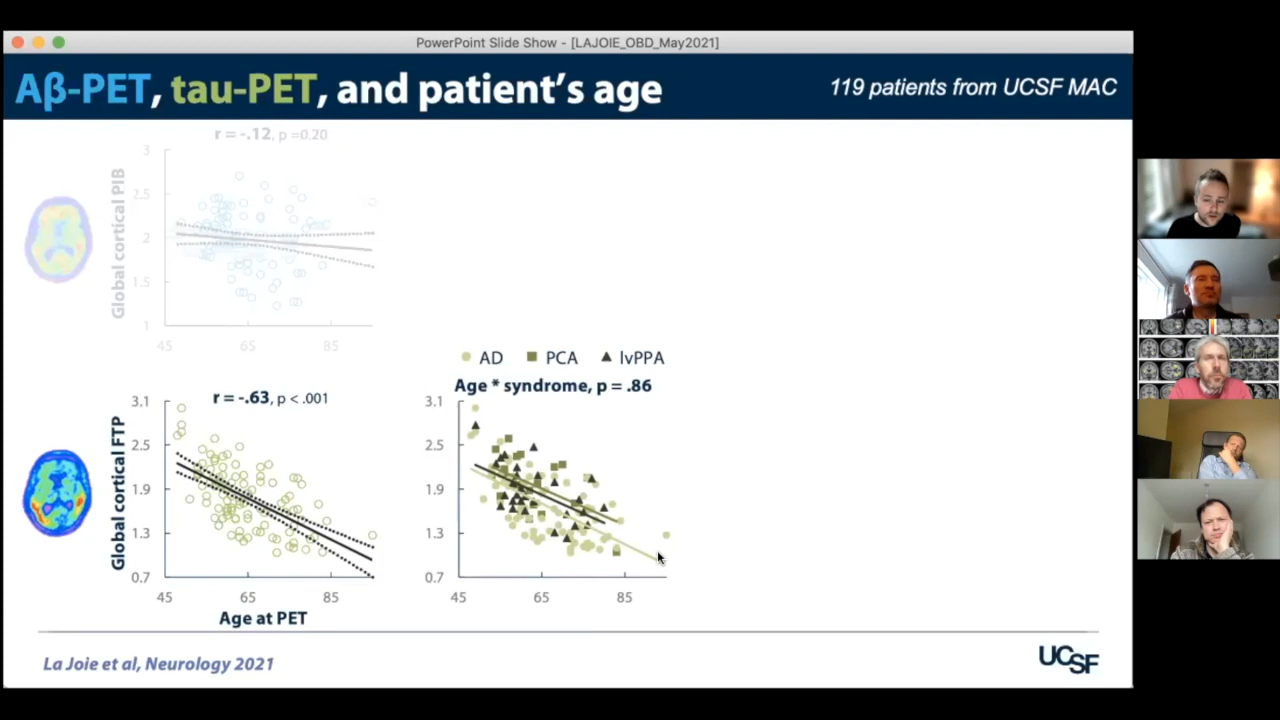 PowerPoint Slide Show - [LAJOIE_OBD_May2021]
Aβ-PET, tau-PET, and patient's age
119 patients from UCSF MAC
r = -.12, p =0.20
Global cortical PIB
3
2.5
2
1.5
1
45 65 85
AD PCA lvPPA
Age * syndrome, p = .86
r = -.63, p < .001
Global cortical FTP
3.1
2.5
1.9
1.3
0.7
45 65 85
Age at PET
3.1
2.5
1.9
1.3
0.7
45 65 85
La Joie et al, Neurology 2021
UCSF